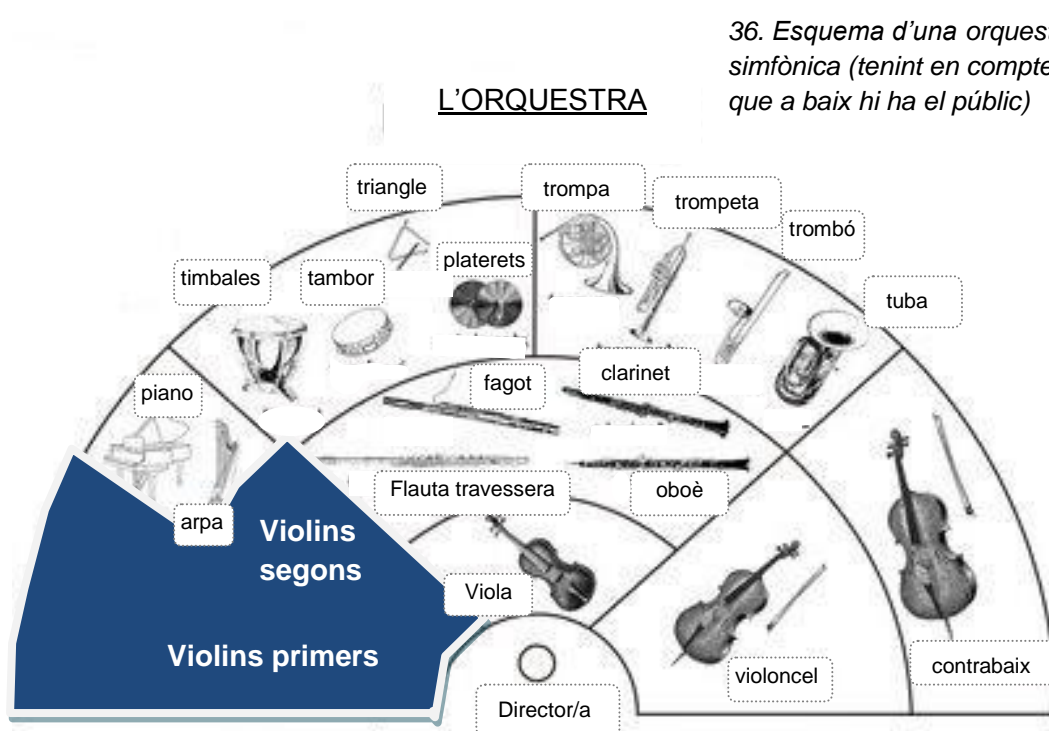 36. Esquema d'una orquest
simfònica (tenint en compte
que a baix hi ha el públic)
L'ORQUESTRA
triangle
trompa
trompeta
trombó
timbales
tambor
platerets
tuba
piano
fagot
clarinet
Flauta travessera
oboè
arpa
Violins
segons
Viola
Violins primers
violoncel
contrabaix
Director/a